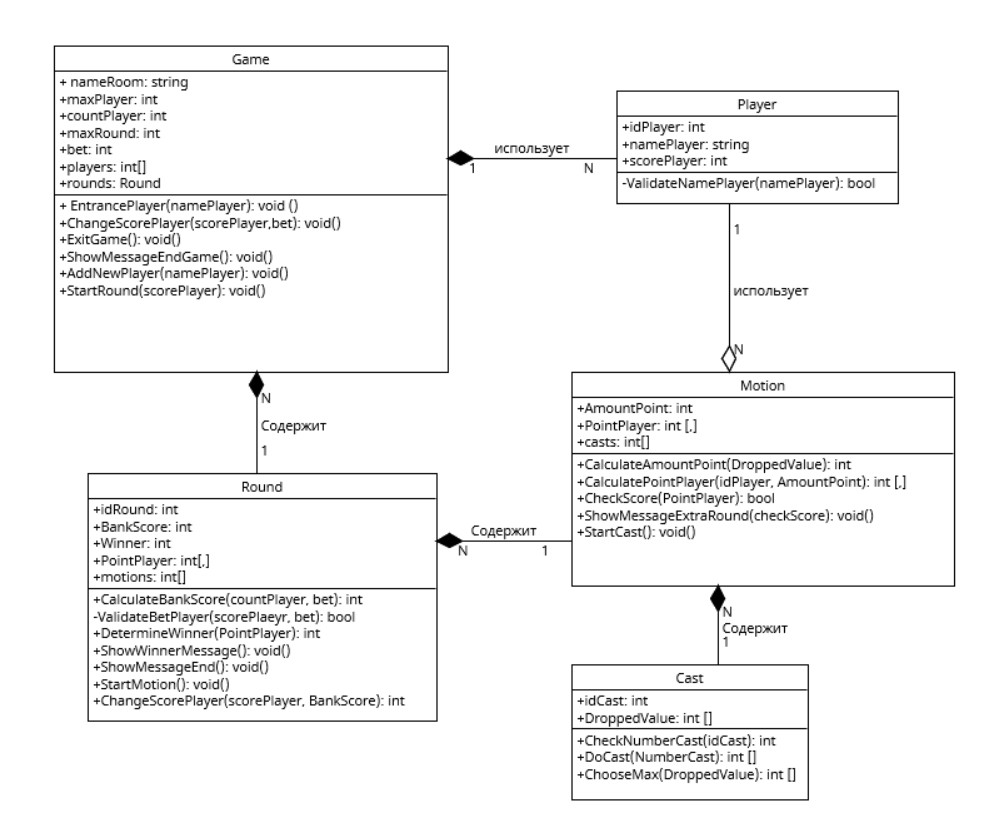 Game
+ nameRoom: string
+maxPlayer: int
+countPlayer: int
+maxRound: int
+bet: int
+players: int[]
+rounds: Round
+ EntrancePlayer(namePlayer): void ()
+ChangeScorePlayer(scorePlayer,bet): void()
+ExitGame(): void()
+ShowMessageEndGame(): void()
+AddNewPlayer(namePlayer): void()
+StartRound(scorePlayer): void()
использует
1
N
Player
+idPlayer: int
+namePlayer: string
+scorePlayer: int
-ValidateNamePlayer(namePlayer): bool
1
использует
N
N
Содержит
1
Motion
+AmountPoint: int
+PointPlayer: int [,]
+casts: int[]
+CalculateAmountPoint(DroppedValue): int
+CalculatePointPlayer(idPlayer, AmountPoint): int [,]
+CheckScore(PointPlayer): bool
+ShowMessageExtraRound(checkScore): void()
+StartCast(): void()
Round
+idRound: int
+BankScore: int
+Winner: int
+PointPlayer: int[,]
+motions: int[]
+CalculateBankScore(countPlayer, bet): int
-ValidateBetPlayer(scorePlaeyr, bet): bool
+DetermineWinner(PointPlayer): int
+ShowWinnerMessage(): void()
+ShowMessageEnd(): void()
+StartMotion(): void()
+ChangeScorePlayer(scorePlayer, BankScore): int
Содержит
N
1
N
Содержит
1
Cast
+idCast: int
+DroppedValue: int []
+CheckNumberCast(idCast): int
+DoCast(NumberCast): int []
+ChooseMax(DroppedValue): int []